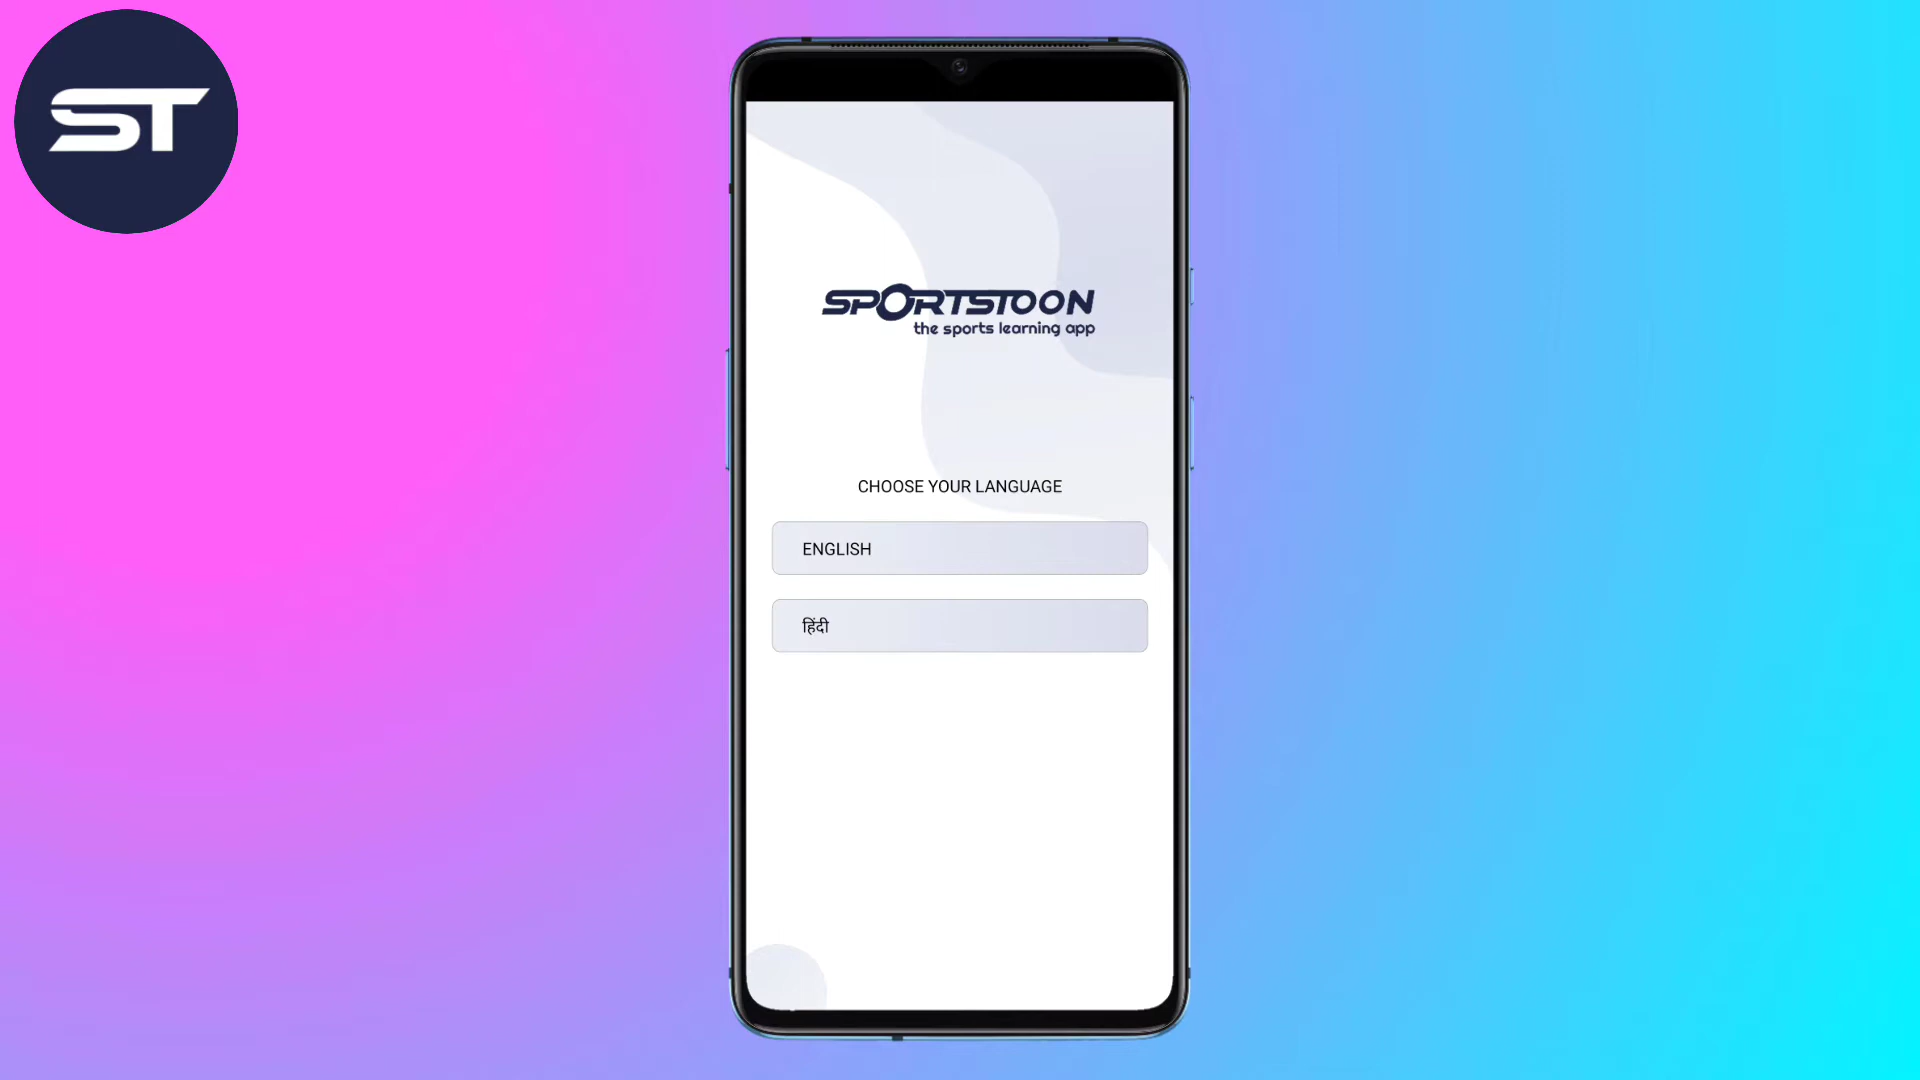 ST
SPORTSTOON
the sports learning app
CHOOSE YOUR LANGUAGE
ENGLISH
हिंदी